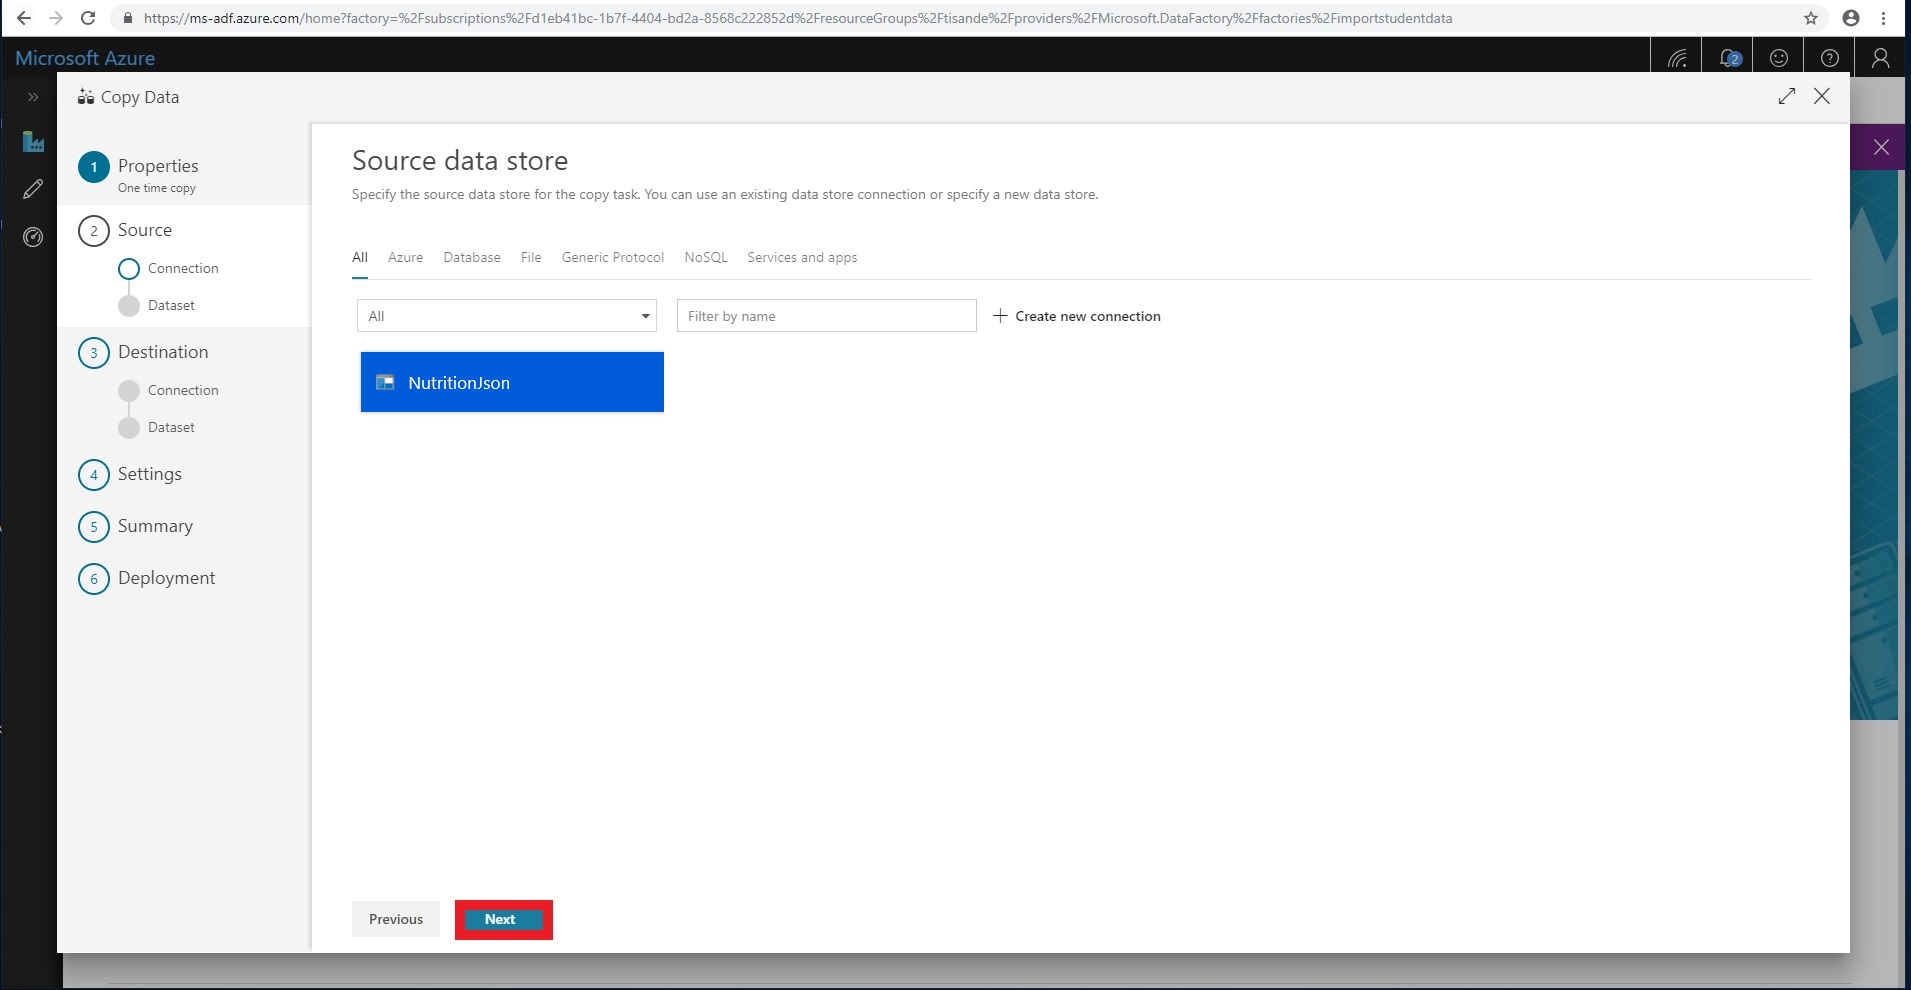 https://ms-adf.azure.com/home?factory=%2Fsubscriptions%2Fd1eb41bc-1b7f-4404-bd2a-8568c222852d%2FresourceGroups%2Ftisande%2Fproviders%2FMicrosoft.DataFactory%2Ffactories%2Fimportstudentdata
Microsoft Azure
2
Copy Data
1 Properties
One time copy
2 Source
Connection
Dataset
3 Destination
Connection
Dataset
4 Settings
5 Summary
6 Deployment
Source data store
Specify the source data store for the copy task. You can use an existing data store connection or specify a new data store.
All Azure Database File Generic Protocol NoSQL Services and apps
All Filter by name Create new connection
NutritionJson
Previous Next